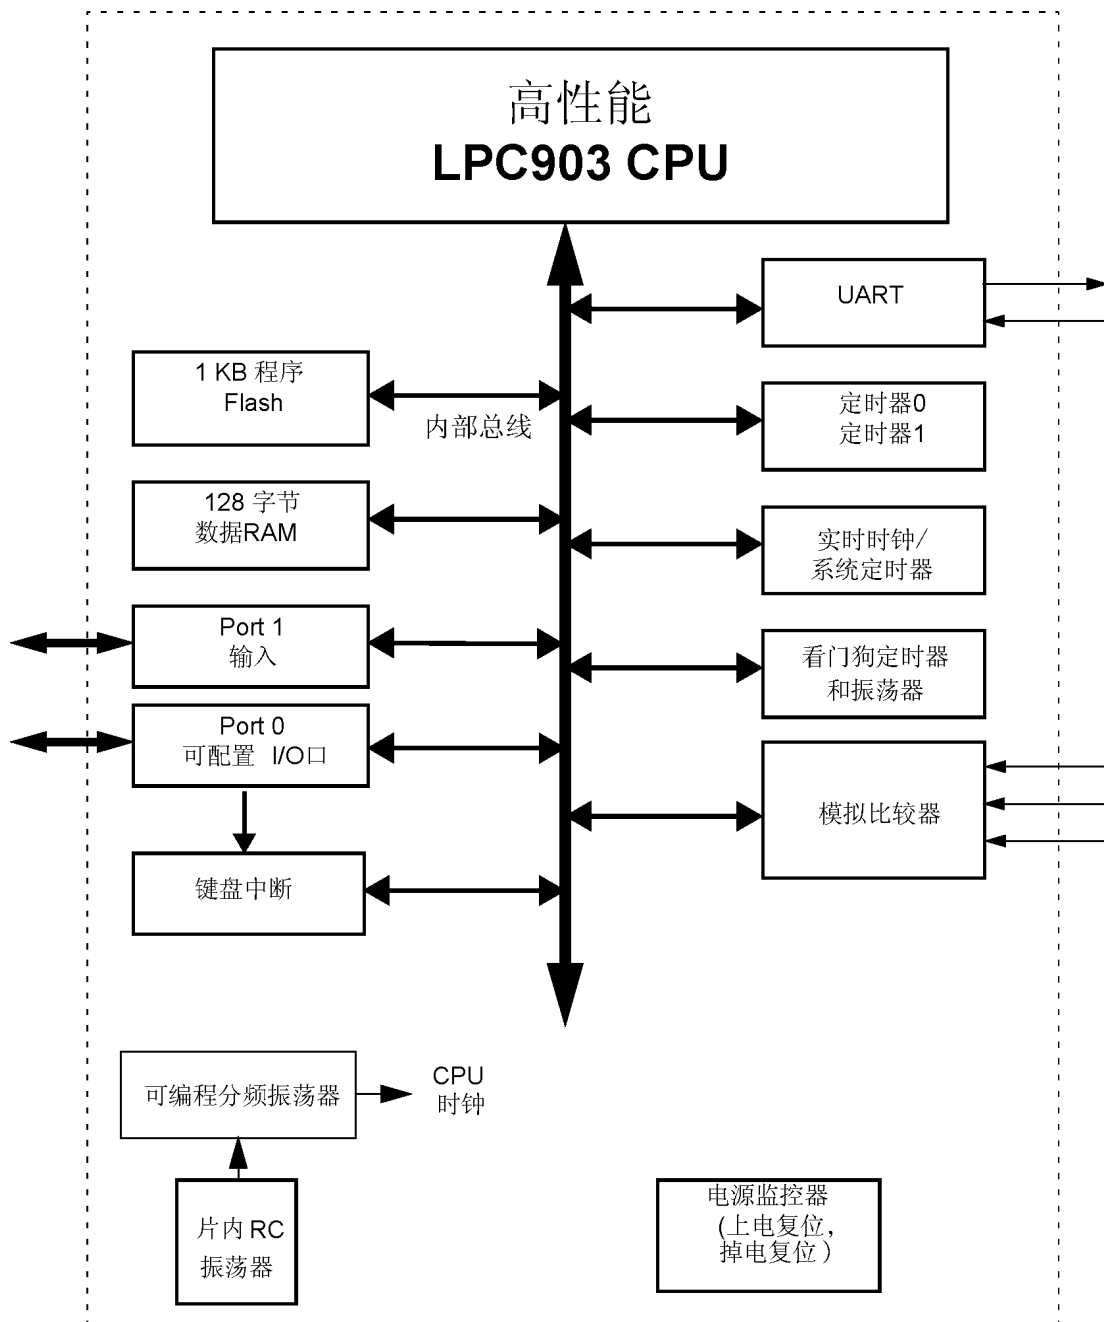 高性能
LPC903 CPU
UART
1 KB 程序
Flash
内部总线
定时器0
定时器1
128 字节
数据RAM
实时时钟/
系统定时器
Port 1
输入
看门狗定时器
和振荡器
Port 0
可配置 I/O口
模拟比较器
键盘中断
可编程分频振荡器
CPU
时钟
片内 RC
振荡器
电源监控器
(上电复位,
掉电复位)